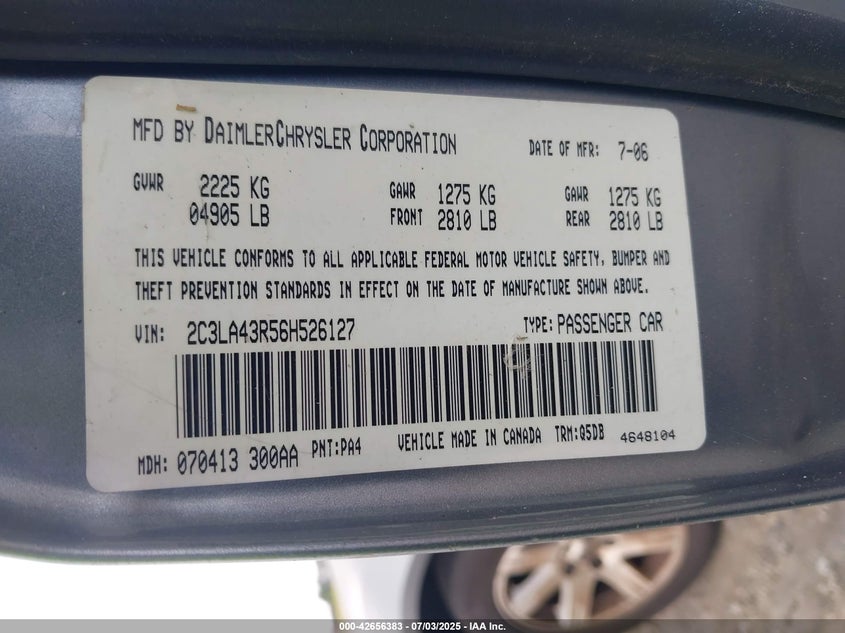 MFD BY DAIMLERCHRYSLER CORPORATION DATE OF MFR: 7-06
GVWR 2225 KG GAWR 1275 KG GAWR 1275 KG
04905 LB FRONT 2810 LB REAR 2810 LB
THIS VEHICLE CONFORMS TO ALL APPLICABLE FEDERAL MOTOR VEHICLE SAFETY, BUMPER AND
THEFT PREVENTION STANDARDS IN EFFECT ON THE DATE OF MANUFACTURE SHOWN ABOVE.
VIN: 2C3LA43R56H526127 TYPE: PASSENGER CAR
MDH: 070413 300AA PNT:PA4 VEHICLE MADE IN CANADA TRM:Q5DB 4648104
000-42656383 - 07/03/2025 - IAA Inc.